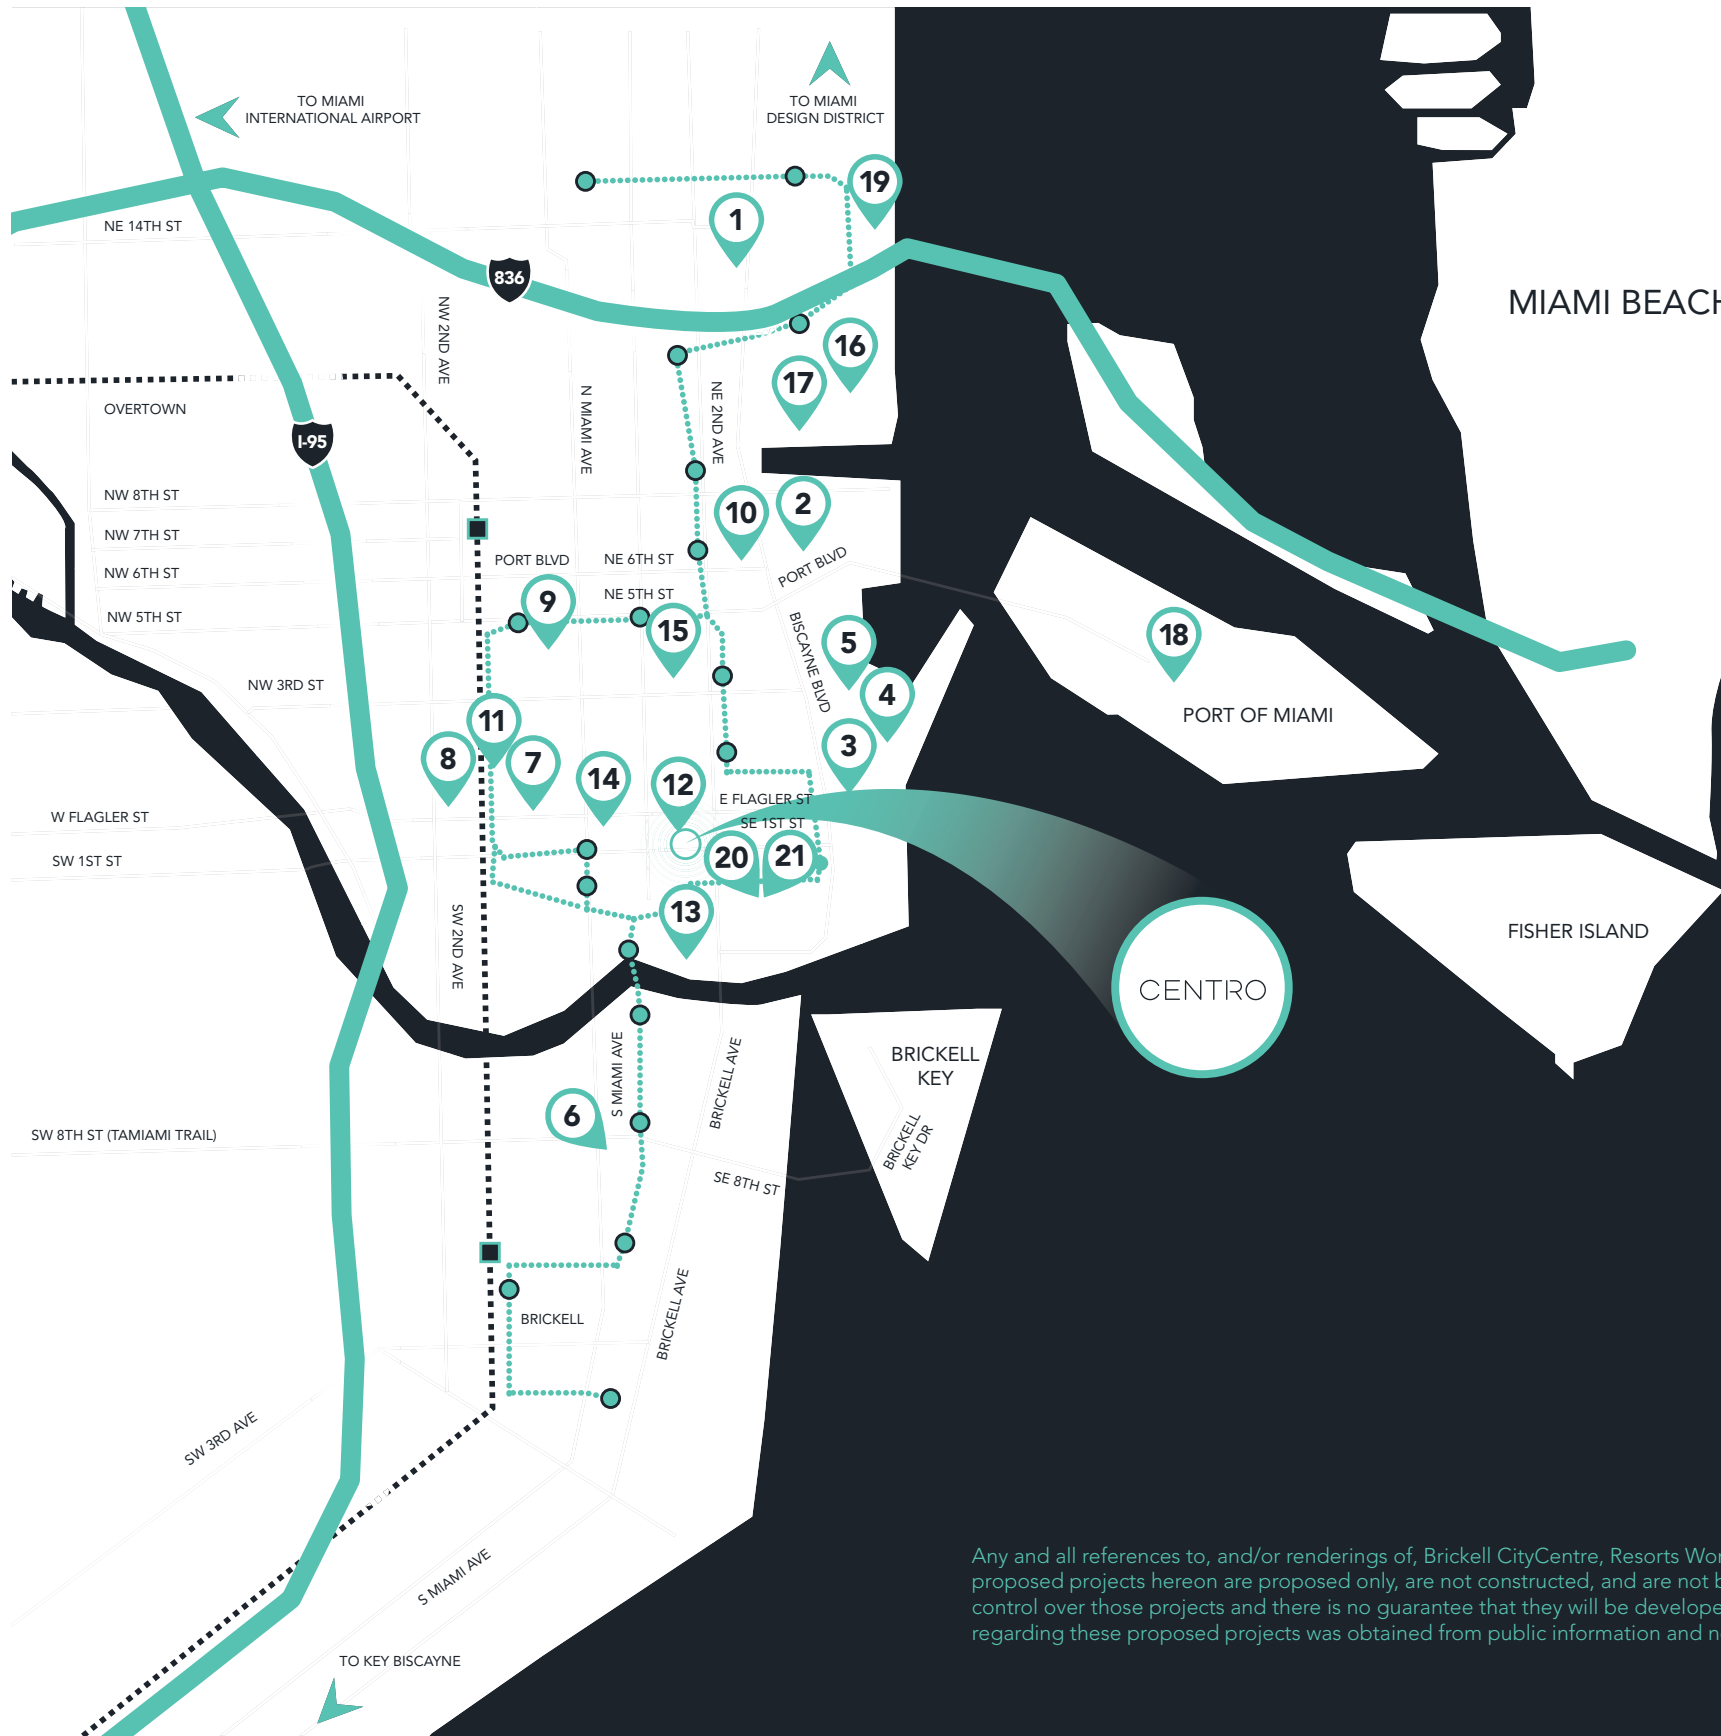 TO MIAMI
INTERNATIONAL AIRPORT
TO MIAMI
DESIGN DISTRICT
19
1
NE 14TH ST
836
MIAMI BEACH
NW 2ND AVE
16
17
OVERTOWN
N MIAMI AVE
NE 2ND AVE
I-95
NW 8TH ST
10
2
NW 7TH ST
PORT BLVD
NE 6TH ST
PORT BLVD
NW 6TH ST
NE 5TH ST
9
NW 5TH ST
15
BISCAYNE BLVD
5
18
NW 3RD ST
4
PORT OF MIAMI
11
3
8
7
14
12
E FLAGLER ST
W FLAGLER ST
SE 1ST ST
SW 1ST ST
20
21
13
SW 2ND AVE
FISHER ISLAND
CENTRO
S MIAMI AVE
BRICKELL AVE
BRICKELL
KEY
6
BRICKELL
KEY DR
SW 8TH ST (TAMIAMI TRAIL)
SE 8TH ST
BRICKELL
BRICKELL AVE
SW 3RD AVE
S MIAMI AVE
TO KEY BISCAYNE
Any and all references to, and/or renderings of, Brickell CityCentre, Resorts Wor
proposed projects hereon are proposed only, are not constructed, and are not b
control over those projects and there is no guarantee that they will be develope
regarding these proposed projects was obtained from public information and n